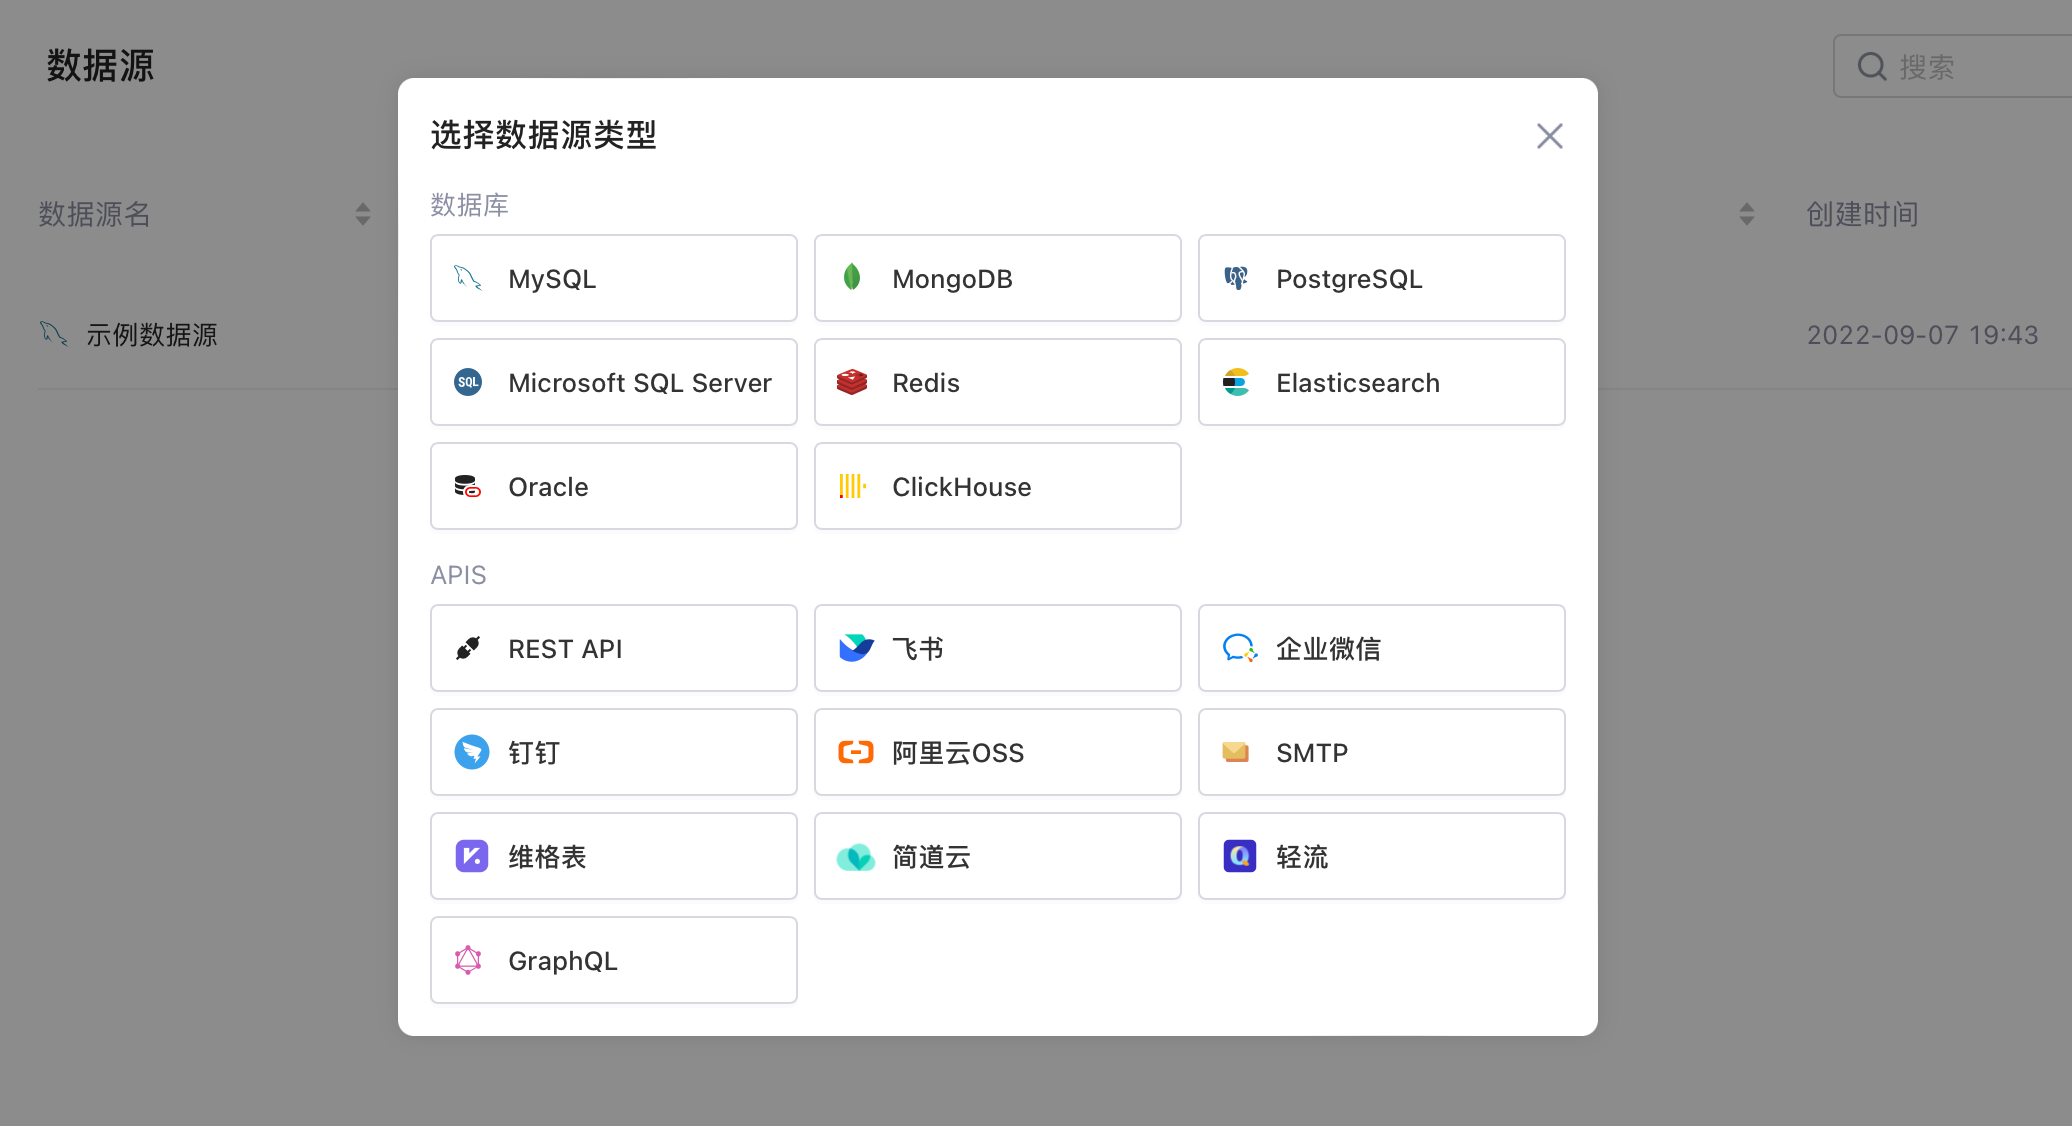 数据源
搜索
选择数据源类型
数据源名
创建时间
数据库
MySQL
MongoDB
PostgreSQL
示例数据源
2022-09-07 19:43
SQL
Microsoft SQL Server
Redis
Elasticsearch
Oracle
ClickHouse
APIS
REST API
飞书
企业微信
钉钉
阿里云OSS
SMTP
维格表
简道云
轻流
GraphQL